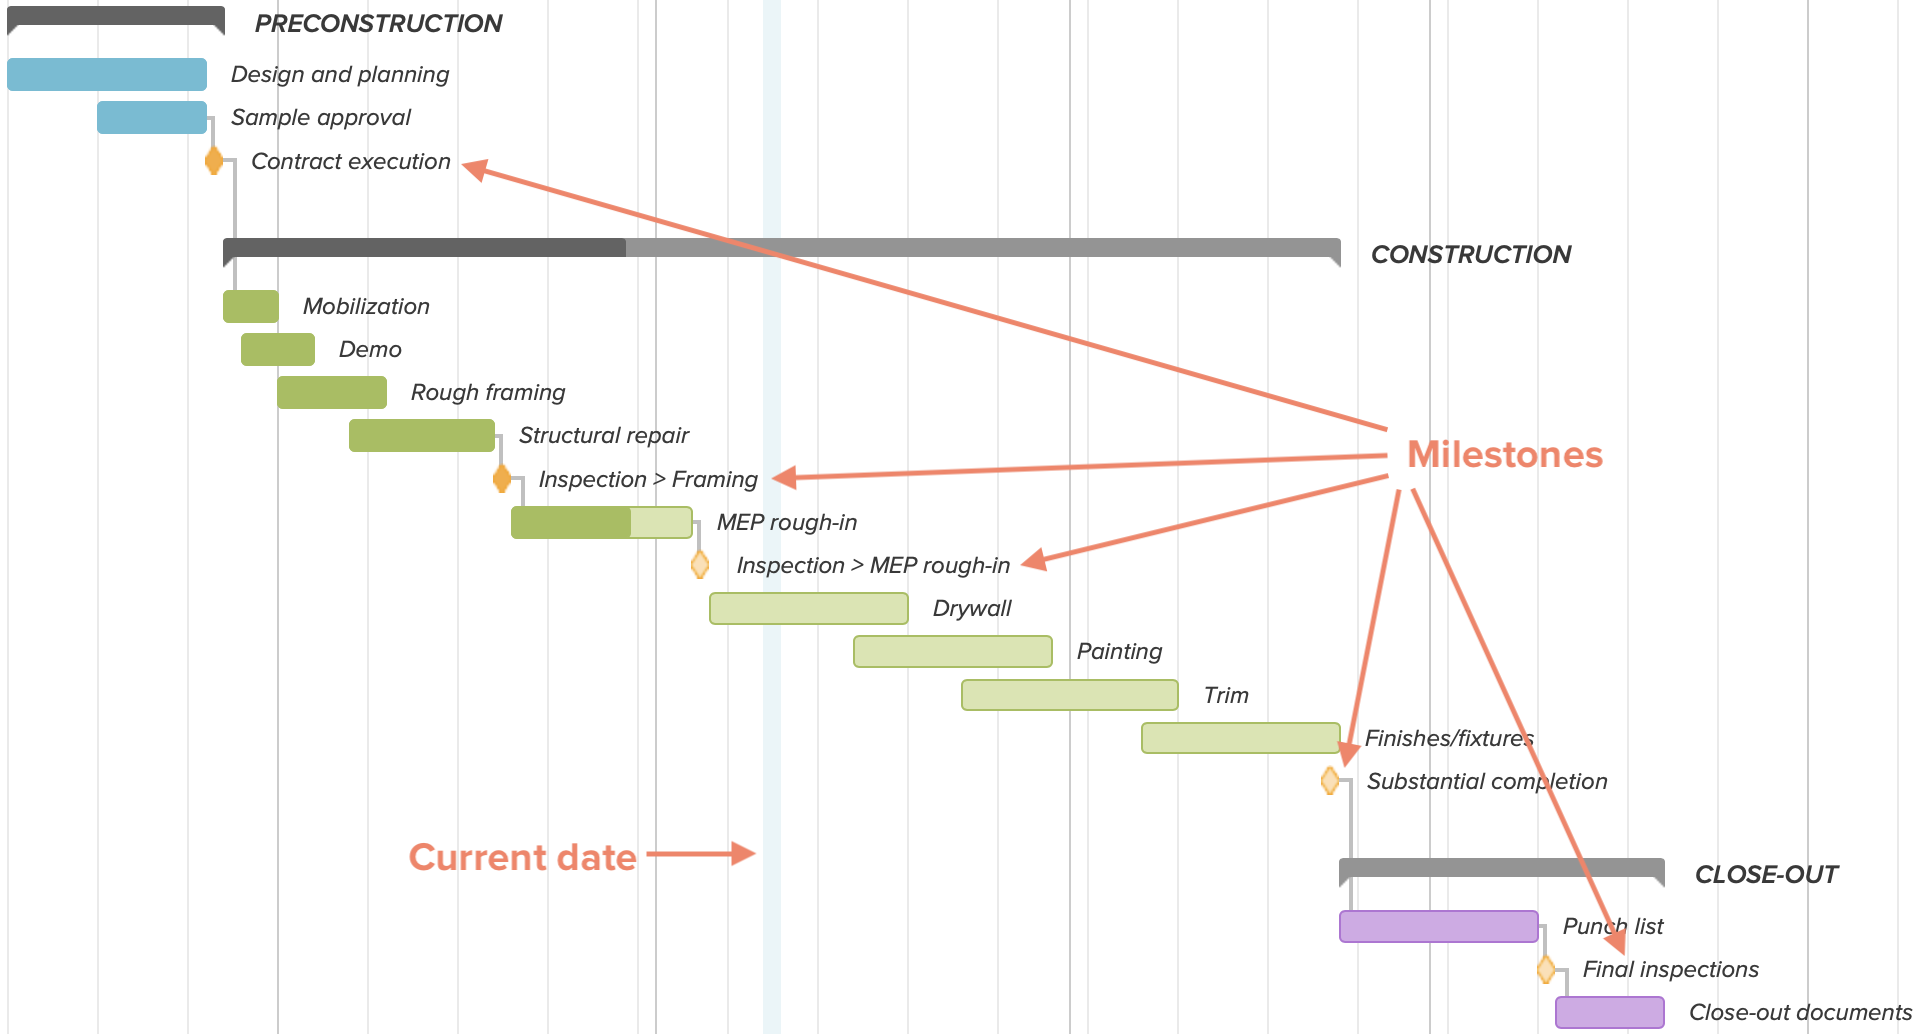 PRECONSTRUCTION
Design and planning
Sample approval
Contract execution
CONSTRUCTION
Mobilization
Demo
Rough framing
Structural repair
Milestones
Inspection > Framing
MEP rough-in
Inspection > MEP rough-in
Drywall
Painting
Trim
Finishes/fixtures
Substantial completion
Current date
CLOSE-OUT
Punch list
Final inspections
Close-out documents